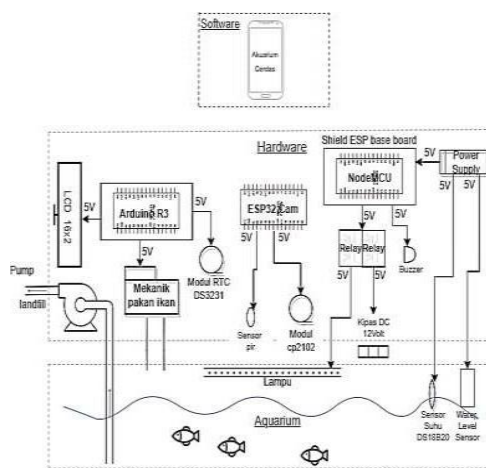 Software
Akuarium
Cerdas
Hardware
Shield ESP base board
5V
Power
Supply
NodeMCU
LCD 16x2
5V
Arduino R3
5V
ESP32 Cam
5V
5V
5V
5V
5V
5V
5V
Relay
Relay
Buzzer
5V
5V
Modul RTC
DS3231
Mekanik
pakan ikan
Pump
landfill
Sensor
pir
Modul
cp2102
Kipas DC
12Volt
Lampu
Aquarium
Sensor
Suhu
DS18B20
Water
Level
Sensor